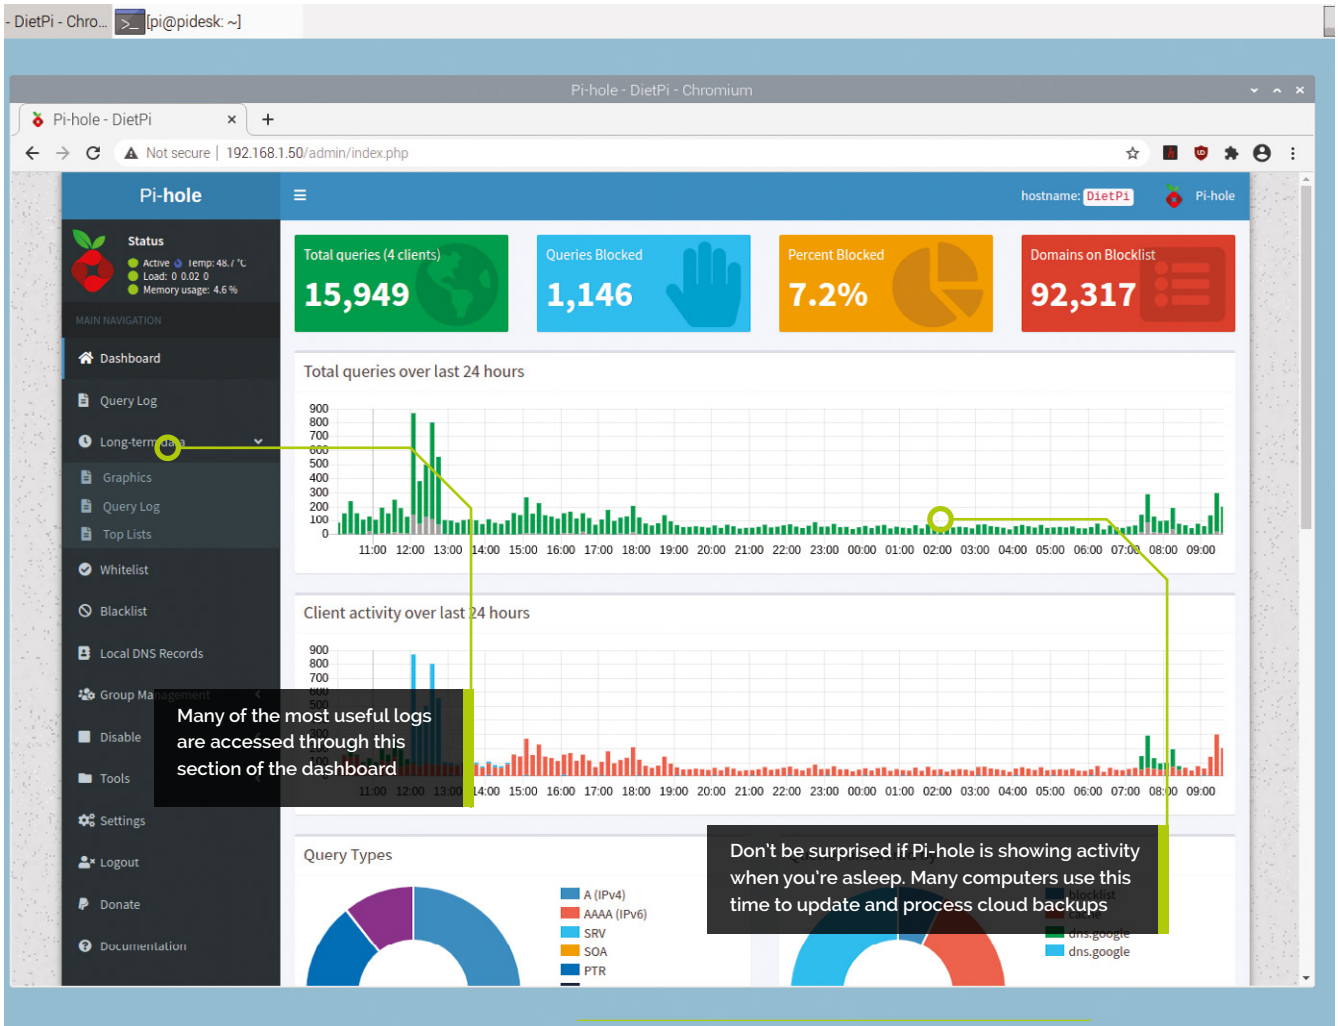 - DietPi - Chro...
[pi@pidesk: ~]
Pi-hole - DietPi - Chromium
Pi-hole - DietPi
Not secure | 192.168.1.50/admin/index.php
Pi-hole
hostname: DietPi
Pi-hole
Status
Active Temp: 48.7 °C
Load: 0 0.02 0
Memory usage: 4.6 %
MAIN NAVIGATION
Dashboard
Query Log
Long-term data
Graphics
Query Log
Top Lists
Whitelist
Blacklist
Local DNS Records
Group Management
Disable
Tools
Settings
Logout
Donate
Documentation
Total queries (4 clients)
15,949
Queries Blocked
1,146
Percent Blocked
7.2%
Domains on Blocklist
92,317
Total queries over last 24 hours
900
800
700
600
500
400
300
200
100
0
11:00 12:00 13:00 14:00 15:00 16:00 17:00 18:00 19:00 20:00 21:00 22:00 23:00 00:00 01:00 02:00 03:00 04:00 05:00 06:00 07:00 08:00 09:00
Client activity over last 24 hours
900
800
700
600
500
200
100
0
11:00 12:00 13:00 14:00 15:00 16:00 17:00 18:00 19:00 20:00 21:00 22:00 23:00 00:00 01:00 02:00 03:00 04:00 05:00 06:00 07:00 08:00 09:00
Many of the most useful logs
are accessed through this
section of the dashboard
Query Types
A (IPv4)
AAAA (IPv6)
SRV
SOA
PTR
Don't be surprised if Pi-hole is showing activity
when you're asleep. Many computers use this
time to update and process cloud backups
blocklist
cache
dns.google
dns.google